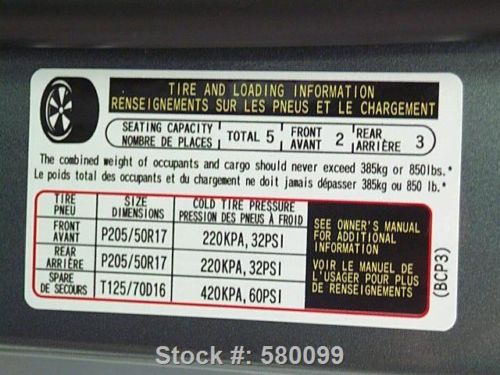 TIRE AND LOADING INFORMATION
RENSEIGNEMENTS SUR LES PNEUS ET LE CHARGEMENT
SEATING CAPACITY
NOMBRE DE PLACES
TOTAL 5
FRONT
AVANT
2
REAR
ARRIÈRE
3
The combined weight of occupants and cargo should never exceed 385kg or 850lbs.*
Le poids total des occupants et du chargement ne doit jamais dépasser 385kg ou 850 lb.*
TIRE
PNEU
SIZE
DIMENSIONS
COLD TIRE PRESSURE
PRESSION DES PNEUS À FROID
FRONT
AVANT
P205/50R17
220KPA, 32PSI
REAR
ARRIÈRE
P205/50R17
220KPA, 32PSI
SPARE
DE SECOURS
T125/70D16
420KPA, 60PSI
SEE OWNER'S MANUAL
FOR ADDITIONAL
INFORMATION
VOIR LE MANUEL DE
L'USAGER POUR PLUS
DE RENSEIGNEMENTS
(BCP3)
Stock #: 580099